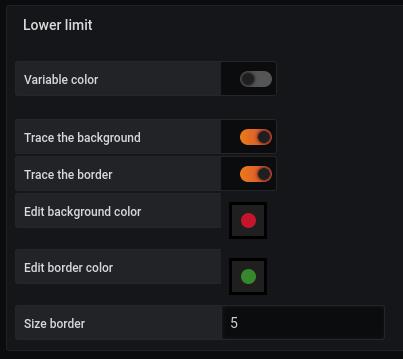 Lower limit
Variable color
Trace the background
Trace the border
Edit background color
Edit border color
Size border 5